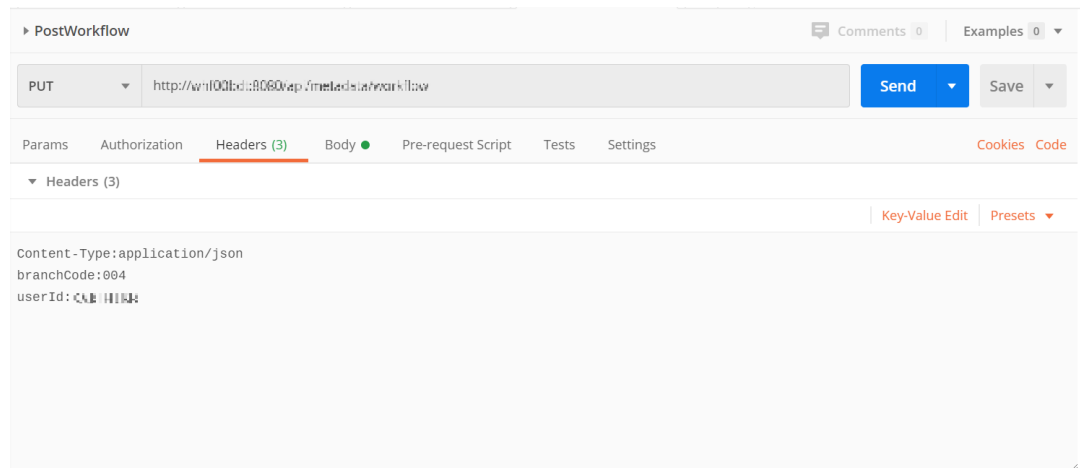 PostWorkflow
Comments 0
Examples 0
PUT
http://
Send
Save
Params Authorization Headers (3) Body Pre-request Script Tests Settings Cookies Code
Headers (3)
Key-Value Edit Presets
Content-Type:application/json
branchCode:004
userId: